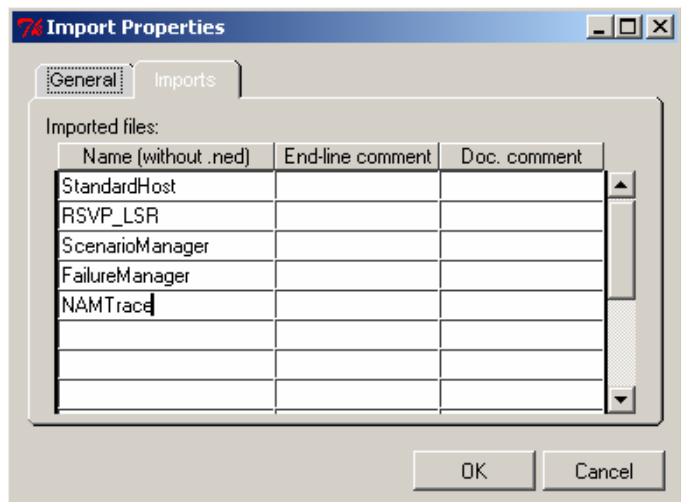 Import Properties
General Imports
Imported files:
Name (without .ned) End-line comment Doc. comment
StandardHost
RSVP_LSR
ScenarioManager
FailureManager
NAMTrace
OK Cancel